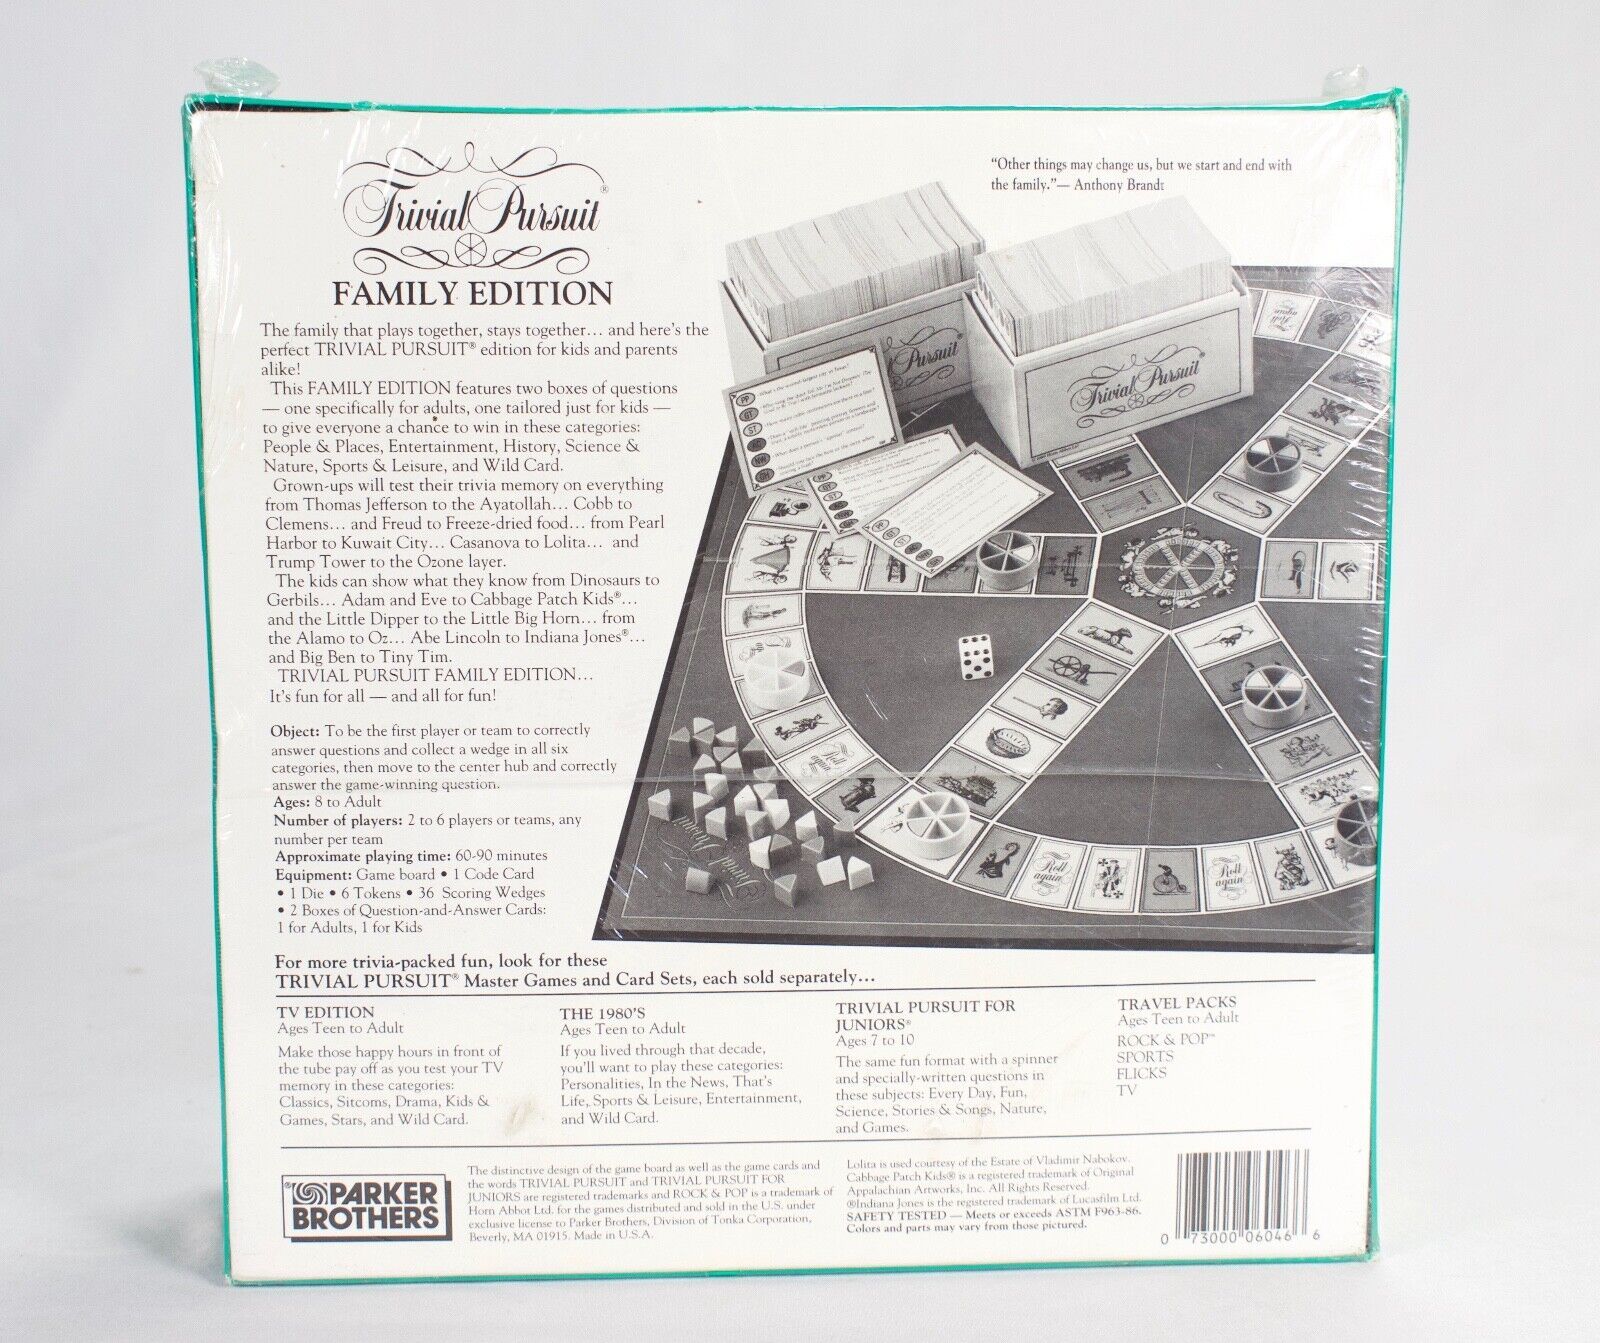 Trivial Pursuit®
FAMILY EDITION
The family that plays together, stays together... and here's the
perfect TRIVIAL PURSUIT® edition for kids and parents
alike!
This FAMILY EDITION features two boxes of questions
— one specifically for adults, one tailored just for kids —
to give everyone a chance to win in these categories:
People & Places, Entertainment, History, Science &
Nature, Sports & Leisure, and Wild Card.
Grown-ups will test their trivia memory on everything
from Thomas Jefferson to the Ayatollah... Cobb to
Clemens... and Freud to Freeze-dried food... from Pearl
Harbor to Kuwait City... Casanova to Lolita... and
Trump Tower to the Ozone layer.
The kids can show what they know from Dinosaurs to
Gerbils... Adam and Eve to Cabbage Patch Kids®...
and the Little Dipper to the Little Big Horn... from
the Alamo to Oz... Abe Lincoln to Indiana Jones®...
and Big Ben to Tiny Tim.
TRIVIAL PURSUIT FAMILY EDITION...
It's fun for all — and all for fun!
Object: To be the first player or team to correctly
answer questions and collect a wedge in all six
categories, then move to the center hub and correctly
answer the game-winning question.
Ages: 8 to Adult
Number of players: 2 to 6 players or teams, any
number per team
Approximate playing time: 60-90 minutes
Equipment: Game board • 1 Code Card
• 1 Die • 6 Tokens • 36 Scoring Wedges
• 2 Boxes of Question-and-Answer Cards:
1 for Adults, 1 for Kids
"Other things may change us, but we start and end with
the family."— Anthony Brandt
Pursuit®
Trivial Pursuit®
PP
ST
Roll again
Roll again
Roll again
Roll again
Trivial Pursuit
For more trivia-packed fun, look for these
TRIVIAL PURSUIT® Master Games and Card Sets, each sold separately...
TV EDITION
Ages Teen to Adult
Make those happy hours in front of
the tube pay off as you test your TV
memory in these categories:
Classics, Sitcoms, Drama, Kids &
Games, Stars, and Wild Card.
THE 1980'S
Ages Teen to Adult
If you lived through that decade,
you'll want to play these categories:
Personalities, In the News, That's
Life, Sports & Leisure, Entertainment,
and Wild Card.
TRIVIAL PURSUIT FOR
JUNIORS®
Ages 7 to 10
The same fun format with a spinner
and specially-written questions in
these subjects: Every Day, Fun,
Science, Stories & Songs, Nature,
and Games.
TRAVEL PACKS
Ages Teen to Adult
ROCK & POP™
SPORTS
FLICKS
TV
PARKER
BROTHERS
The distinctive design of the game board as well as the game cards and
the words TRIVIAL PURSUIT and TRIVIAL PURSUIT FOR
JUNIORS are registered trademarks and ROCK & POP is a trademark of
Horn Abbot Ltd. for the games distributed and sold in the U.S. under
exclusive license to Parker Brothers, Division of Tonka Corporation,
Beverly, MA 01915. Made in U.S.A.
Lolita is used courtesy of the Estate of Vladimir Nabokov.
Cabbage Patch Kids® is a registered trademark of Original
Appalachian Artworks, Inc. All Rights Reserved.
®Indiana Jones is the registered trademark of Lucasfilm Ltd.
SAFETY TESTED — Meets or exceeds ASTM F963-86.
Colors and parts may vary from those pictured.
0 73000 06046 6